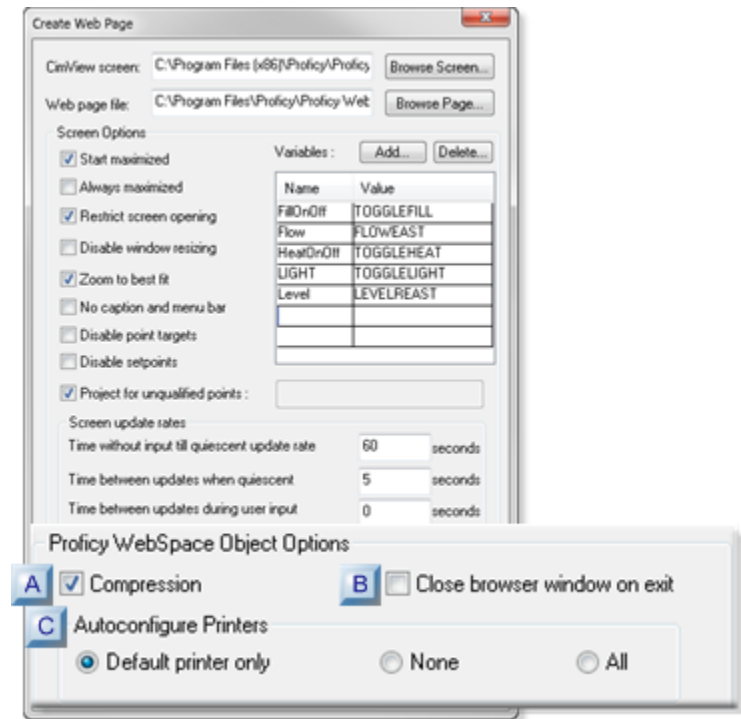 Create Web Page
CimView screen: C:\Program Files (x86)\Proficy\Proficy Browse Screen...
Web page file: C:\Program Files\Proficy\Proficy Web Browse Page...
Screen Options
Start maximized
Variables : Add... Delete...
Always maximized
Name Value
Restrict screen opening
FillOnOff TOGGLEFILL
Flow FLOWEAST
Disable window resizing
HeatOnOff TOGGLEHEAT
LIGHT TOGGLELIGHT
Zoom to best fit
Level LEVELREAST
No caption and menu bar
Disable point targets
Disable setpoints
Project for unqualified points :
Screen update rates
Time without input till quiescent update rate 60 seconds
Time between updates when quiescent 5 seconds
Time between updates during user input 0 seconds
Proficy WebSpace Object Options
A Compression B Close browser window on exit
C Autoconfigure Printers
Default printer only None All